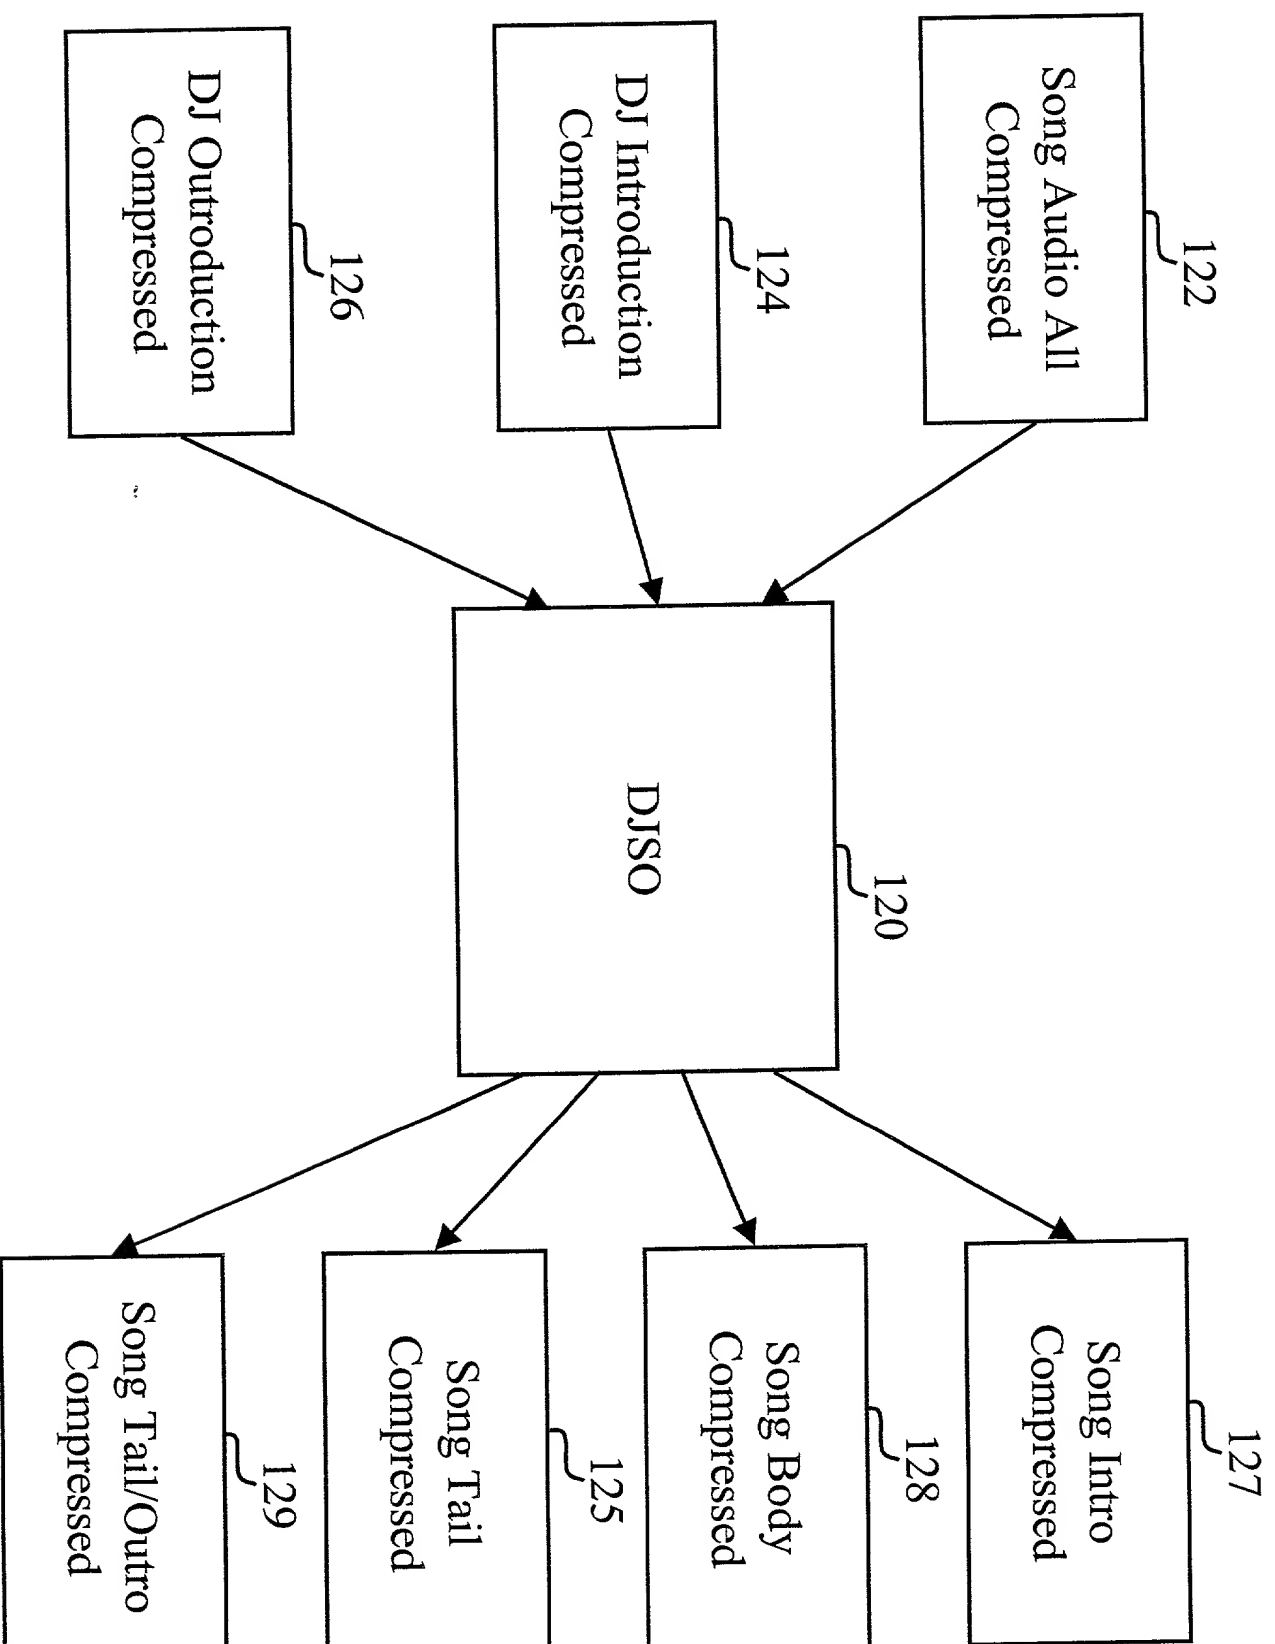 122
Song Audio All
Compressed
124
DJ Introduction
Compressed
126
DJ Outroduction
Compressed
120
DJSO
127
Song Intro
Compressed
128
Song Body
Compressed
125
Song Tail
Compressed
129
Song Tail/Outro
Compressed